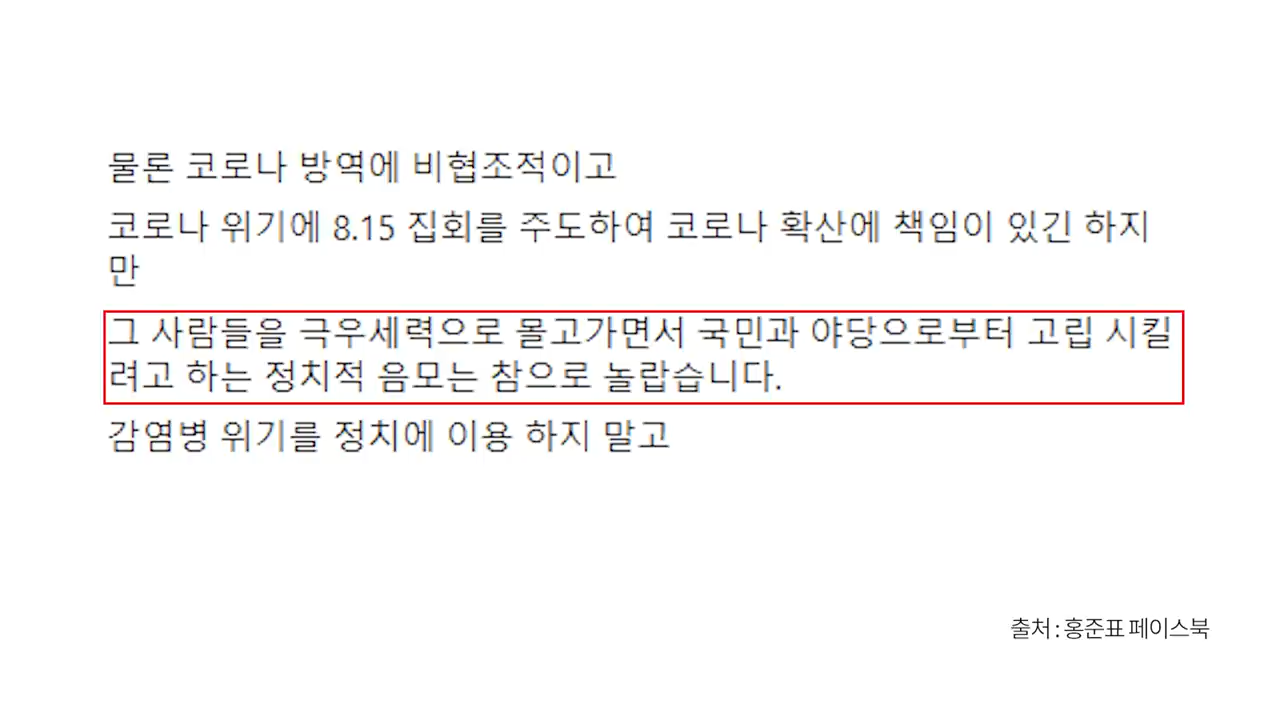 물론 코로나 방역에 비협조적이고
코로나 위기에 8.15 집회를 주도하여 코로나 확산에 책임이 있긴 하지
만
그 사람들을 극우세력으로 몰고가면서 국민과 야당으로부터 고립 시킬
려고 하는 정치적 음모는 참으로 놀랍습니다.
감염병 위기를 정치에 이용 하지 말고
출처 : 홍준표 페이스북